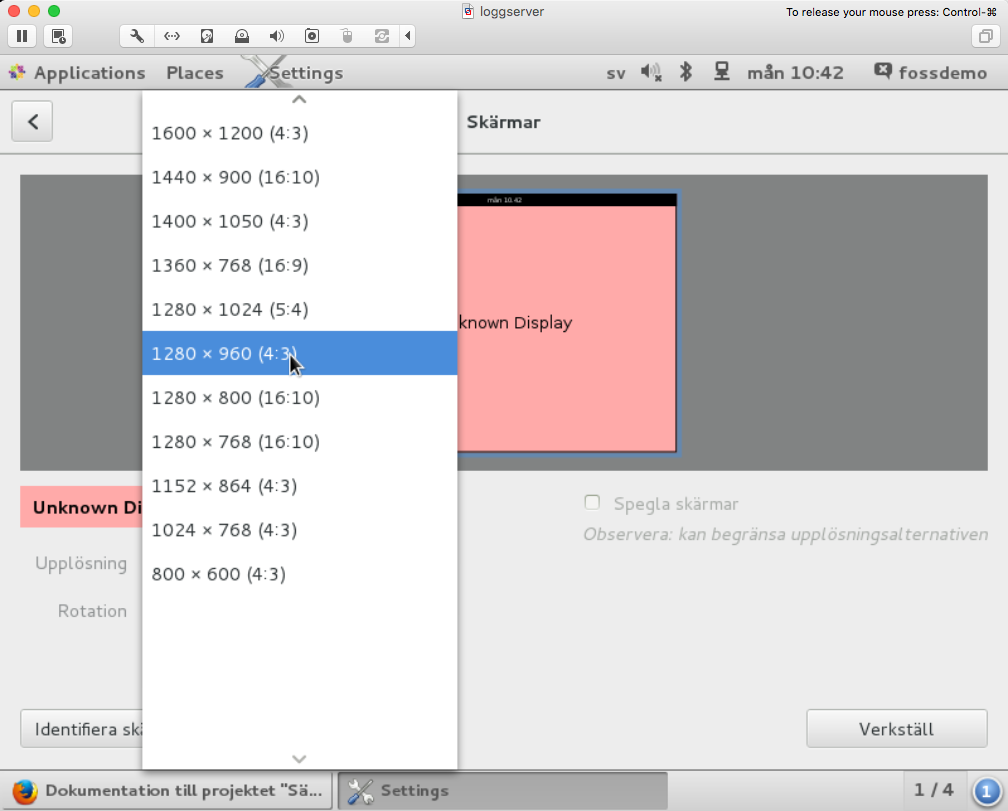 loggserver
To release your mouse press: Control-⌘
Applications Places Settings sv mån 10:42 fossdemo
Skärmar
1600 × 1200 (4:3)
1440 × 900 (16:10)
1400 × 1050 (4:3)
1360 × 768 (16:9)
1280 × 1024 (5:4)
1280 × 960 (4:3)
1280 × 800 (16:10)
1280 × 768 (16:10)
1152 × 864 (4:3)
1024 × 768 (4:3)
800 × 600 (4:3)
mån 10.42
known Display
Unknown Di
Spegla skärmar
Observera: kan begränsa upplösningsalternativen
Upplösning
Rotation
Identifiera skä
Verkställ
Dokumentation till projektet "Sä... Settings 1 / 4 1